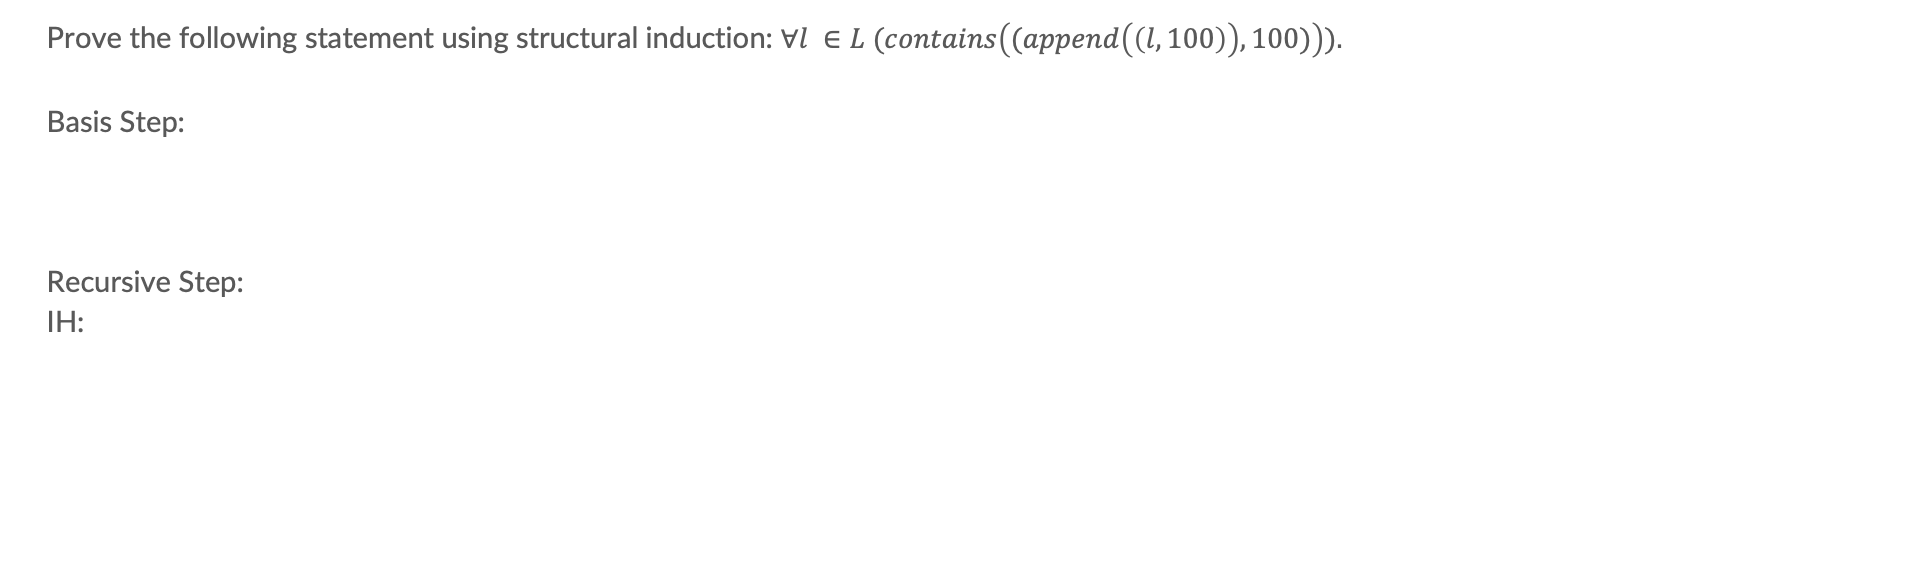 Prove the following statement using structural induction: ∀l ∈ L (contains((append((l, 100)), 100))).
Basis Step:
Recursive Step:
IH: